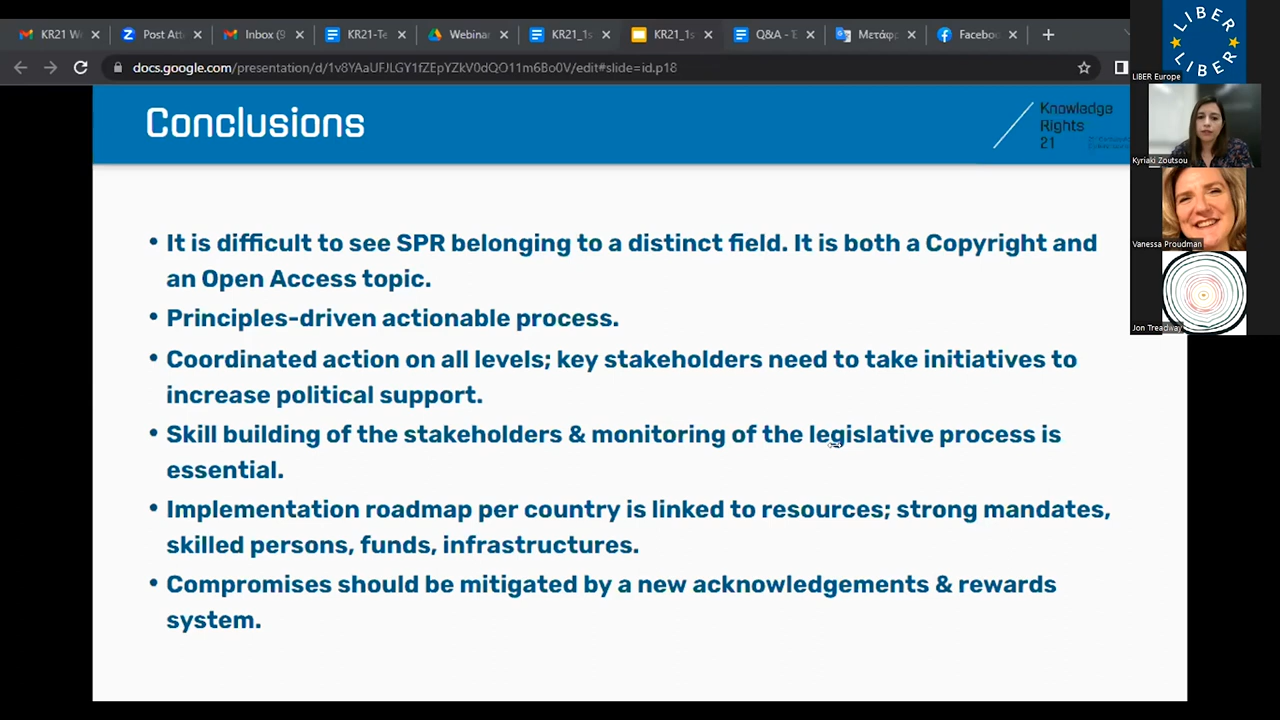 KR21 W
Post Att
Inbox (9
KR21-Te
Webinar
KR21_1s
KR21_1s
Q&A - E
Μετάφρ
Faceboo
docs.google.com/presentation/d/1v8YAaUFJLGY1fZEpYZkV0dQO11m6Bo0V/edit#slide=id.p18
LIBER
LIBER
LIBER Europe
Kyriaki Zoutsou
Vanessa Proudman
Jon Treadway
Conclusions
Knowledge
Rights
21
• It is difficult to see SPR belonging to a distinct field. It is both a Copyright and
an Open Access topic.
• Principles-driven actionable process.
• Coordinated action on all levels; key stakeholders need to take initiatives to
increase political support.
• Skill building of the stakeholders & monitoring of the legislative process is
essential.
• Implementation roadmap per country is linked to resources; strong mandates,
skilled persons, funds, infrastructures.
• Compromises should be mitigated by a new acknowledgements & rewards
system.